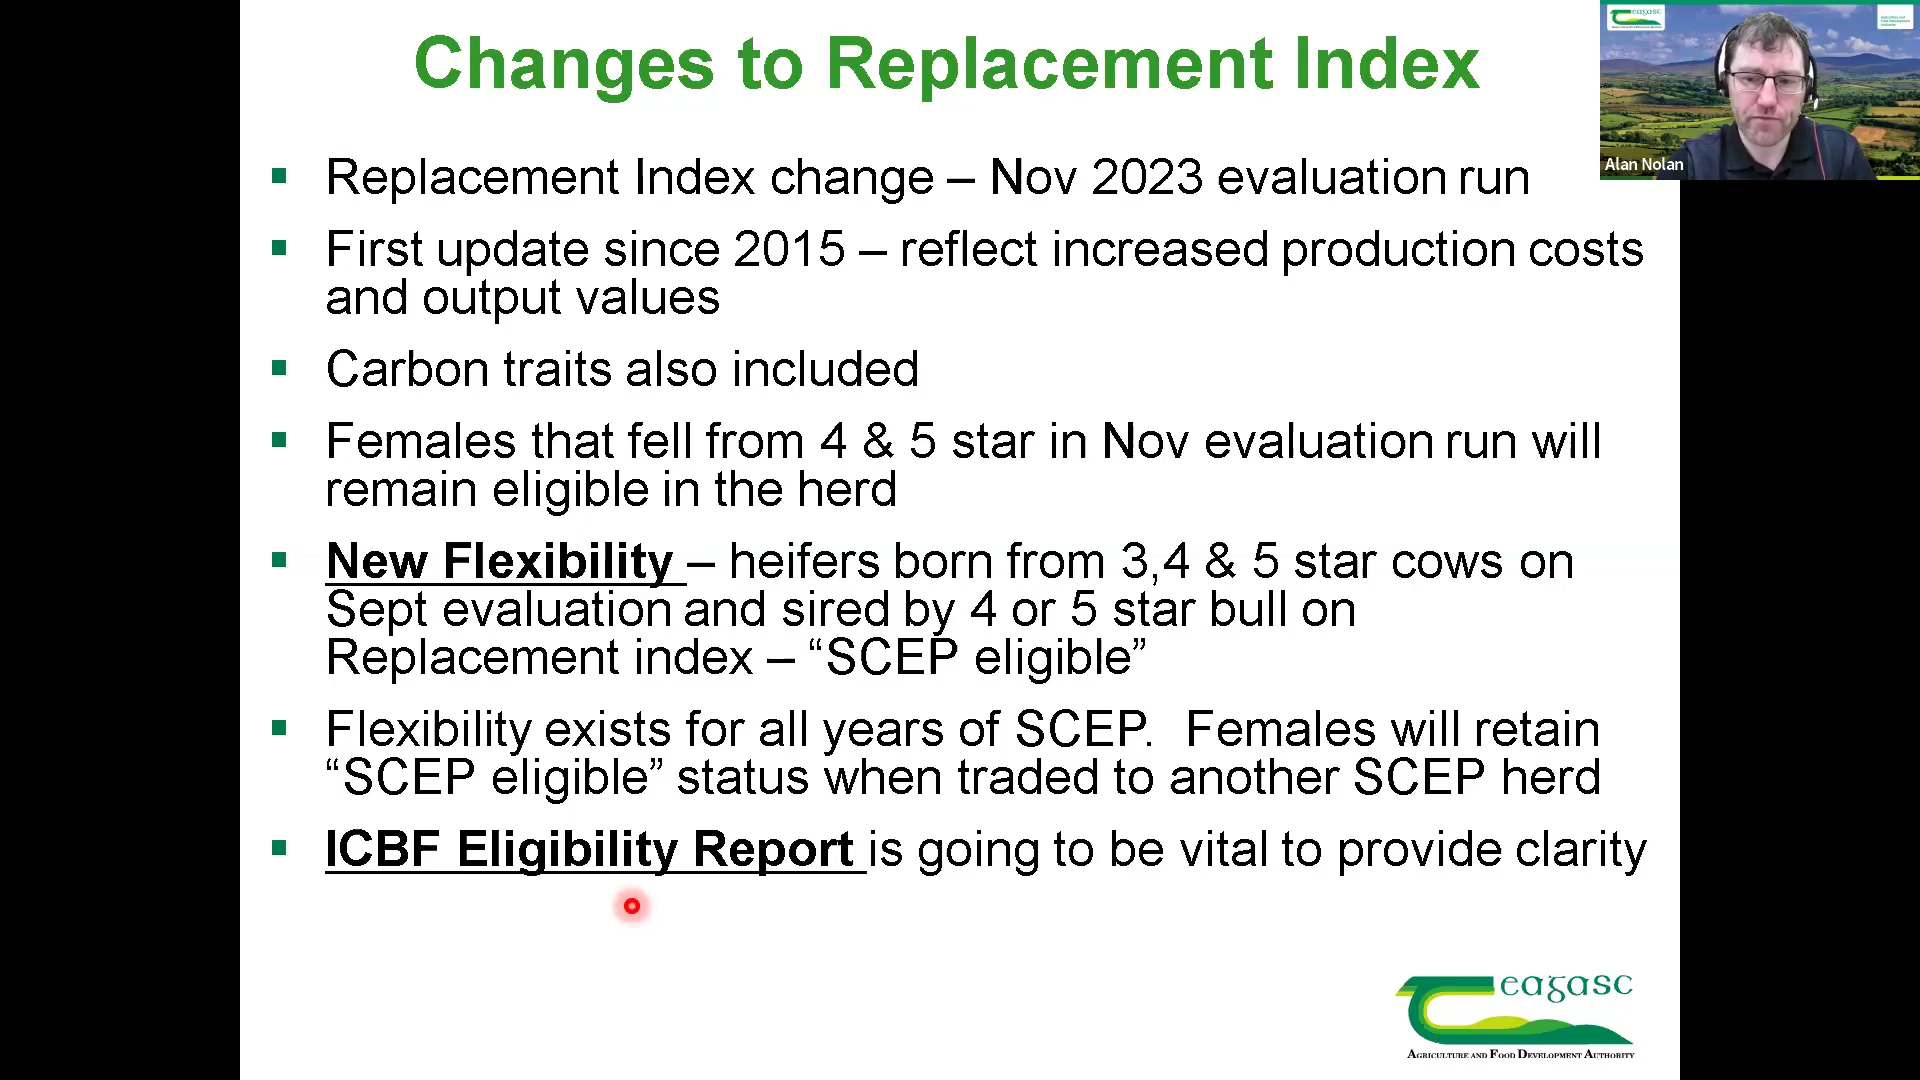 Changes to Replacement Index
Replacement Index change – Nov 2023 evaluation run
First update since 2015 – reflect increased production costs
and output values
Carbon traits also included
Females that fell from 4 & 5 star in Nov evaluation run will
remain eligible in the herd
New Flexibility – heifers born from 3,4 & 5 star cows on
Sept evaluation and sired by 4 or 5 star bull on
Replacement index – “SCEP eligible”
Flexibility exists for all years of SCEP.  Females will retain
“SCEP eligible” status when traded to another SCEP herd
ICBF Eligibility Report is going to be vital to provide clarity
eagasc
AGRICULTURE AND FOOD DEVELOPMENT AUTHORITY
eagasc
Alan Nolan